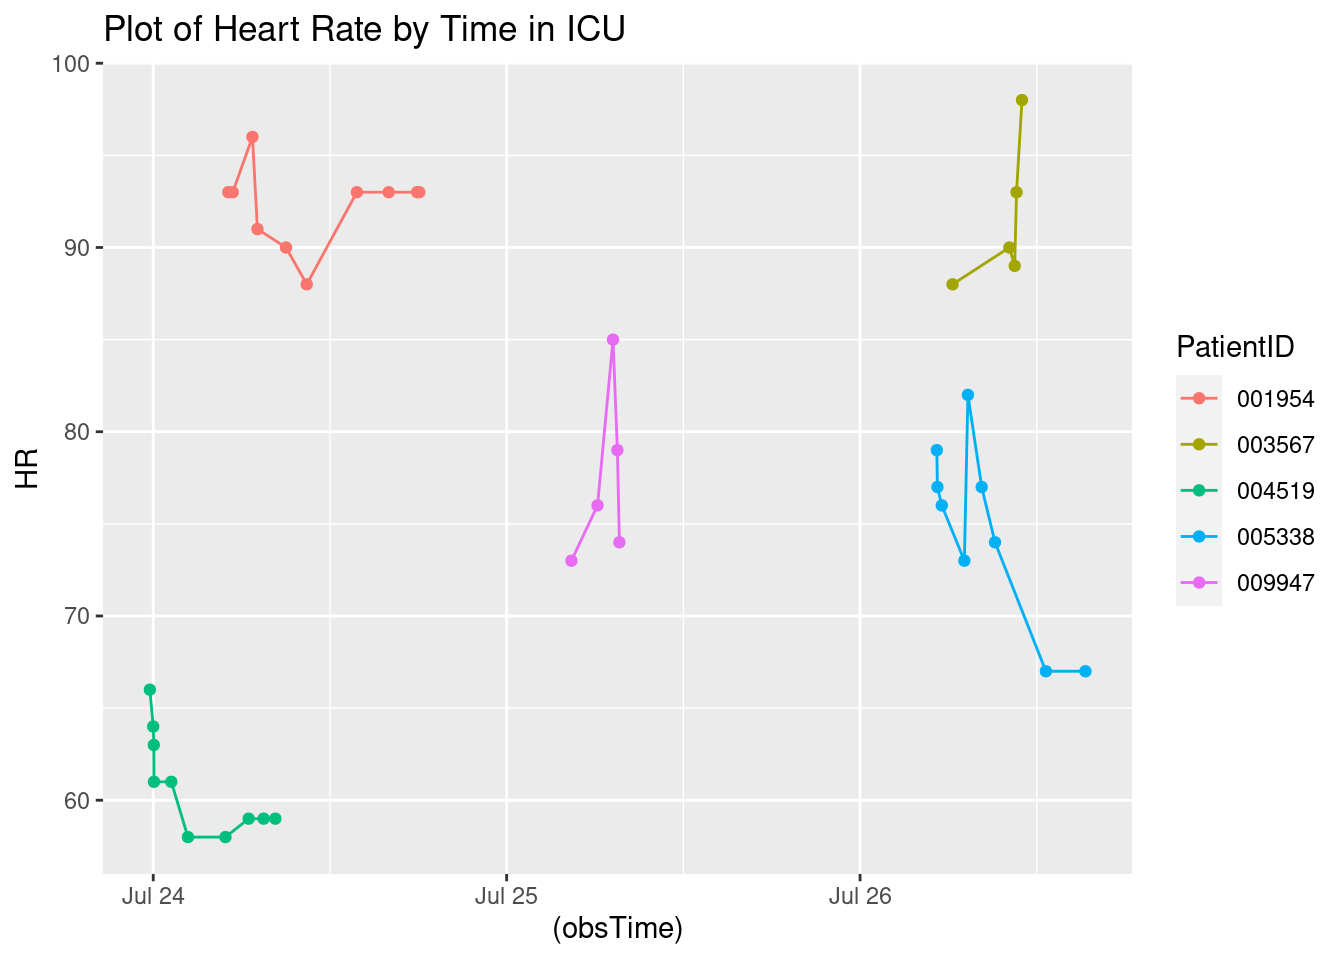 Plot of Heart Rate by Time in ICU
100
90
80
70
60
HR
Jul 24
Jul 25
Jul 26
(obsTime)
PatientID
001954
003567
004519
005338
009947